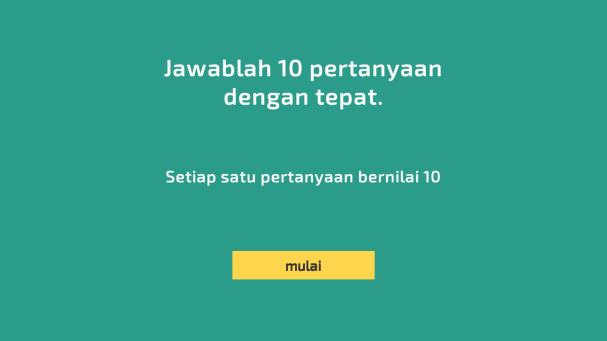 Jawablah 10 pertanyaan
dengan tepat.
Setiap satu pertanyaan bernilai 10
mulai